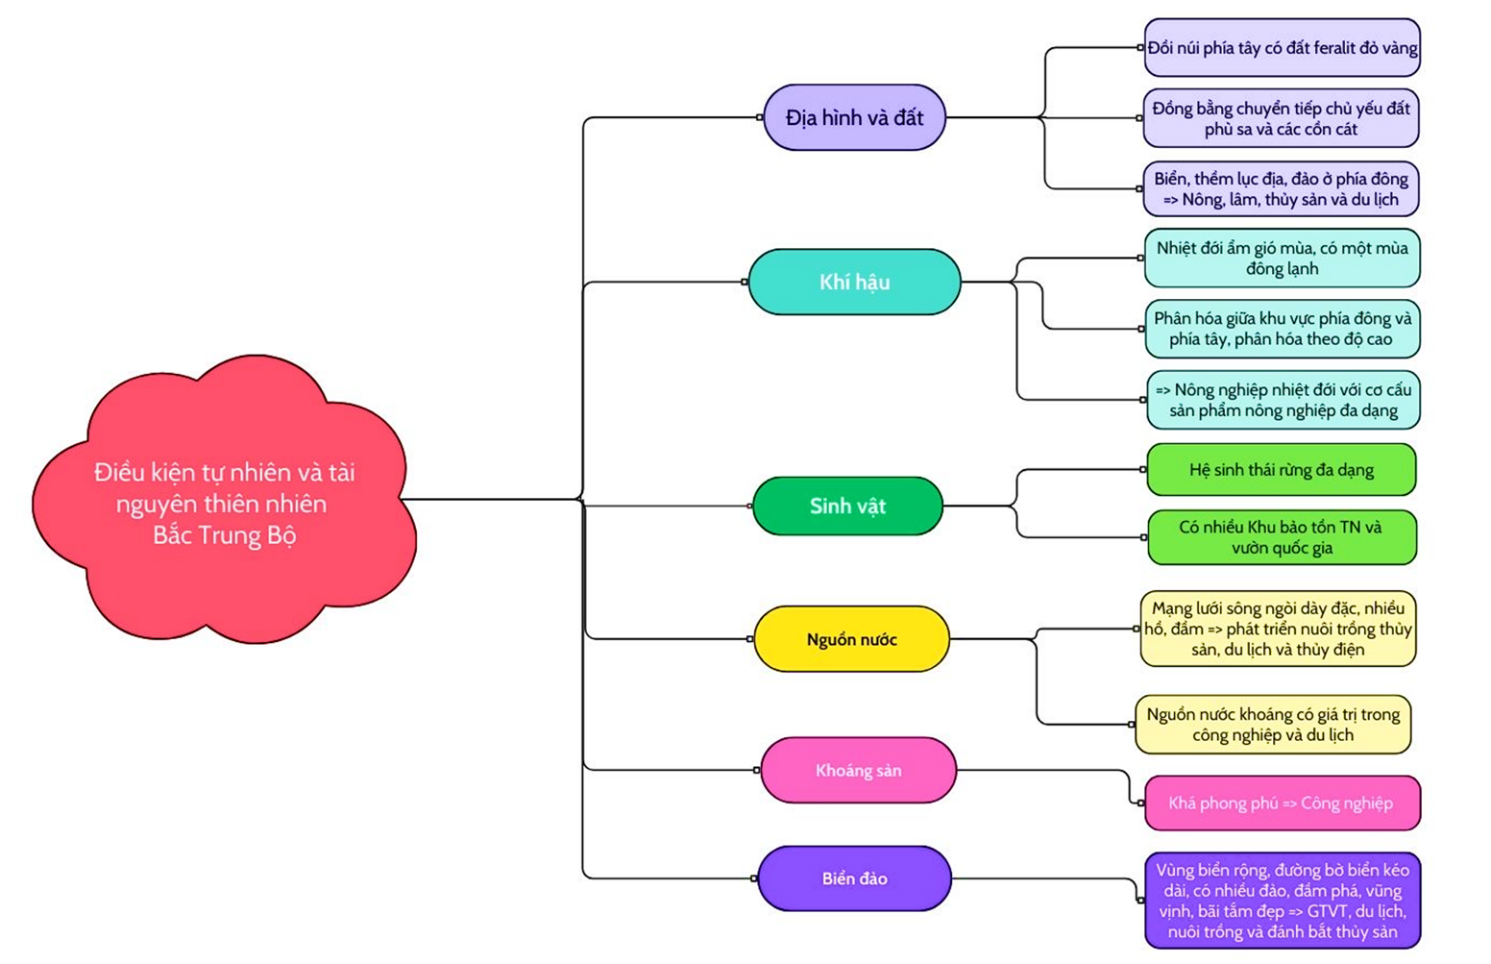 Điều kiện tự nhiên và tài
nguyên thiên nhiên
Bắc Trung Bộ
Địa hình và đất
Đồi núi phía tây có đất feralit đỏ vàng
Đồng bằng chuyển tiếp chủ yếu đất
phù sa và các cồn cát
Biển, thềm lục địa, đảo ở phía đông
=> Nông, lâm, thủy sản và du lịch
Khí hậu
Nhiệt đới ẩm gió mùa, có một mùa
đông lạnh
Phân hóa giữa khu vực phía đông và
phía tây, phân hóa theo độ cao
=> Nông nghiệp nhiệt đới với cơ cấu
sản phẩm nông nghiệp đa dạng
Sinh vật
Hệ sinh thái rừng đa dạng
Có nhiều Khu bảo tồn TN và
vườn quốc gia
Nguồn nước
Mạng lưới sông ngòi dày đặc, nhiều
hồ, đầm => phát triển nuôi trồng thủy
sản, du lịch và thủy điện
Nguồn nước khoáng có giá trị trong
công nghiệp và du lịch
Khoáng sản
Khá phong phú => Công nghiệp
Biển đảo
Vùng biển rộng, đường bờ biển kéo
dài, có nhiều đảo, đầm phá, vũng
vịnh, bãi tắm đẹp => GTVT, du lịch,
nuôi trồng và đánh bắt thủy sản